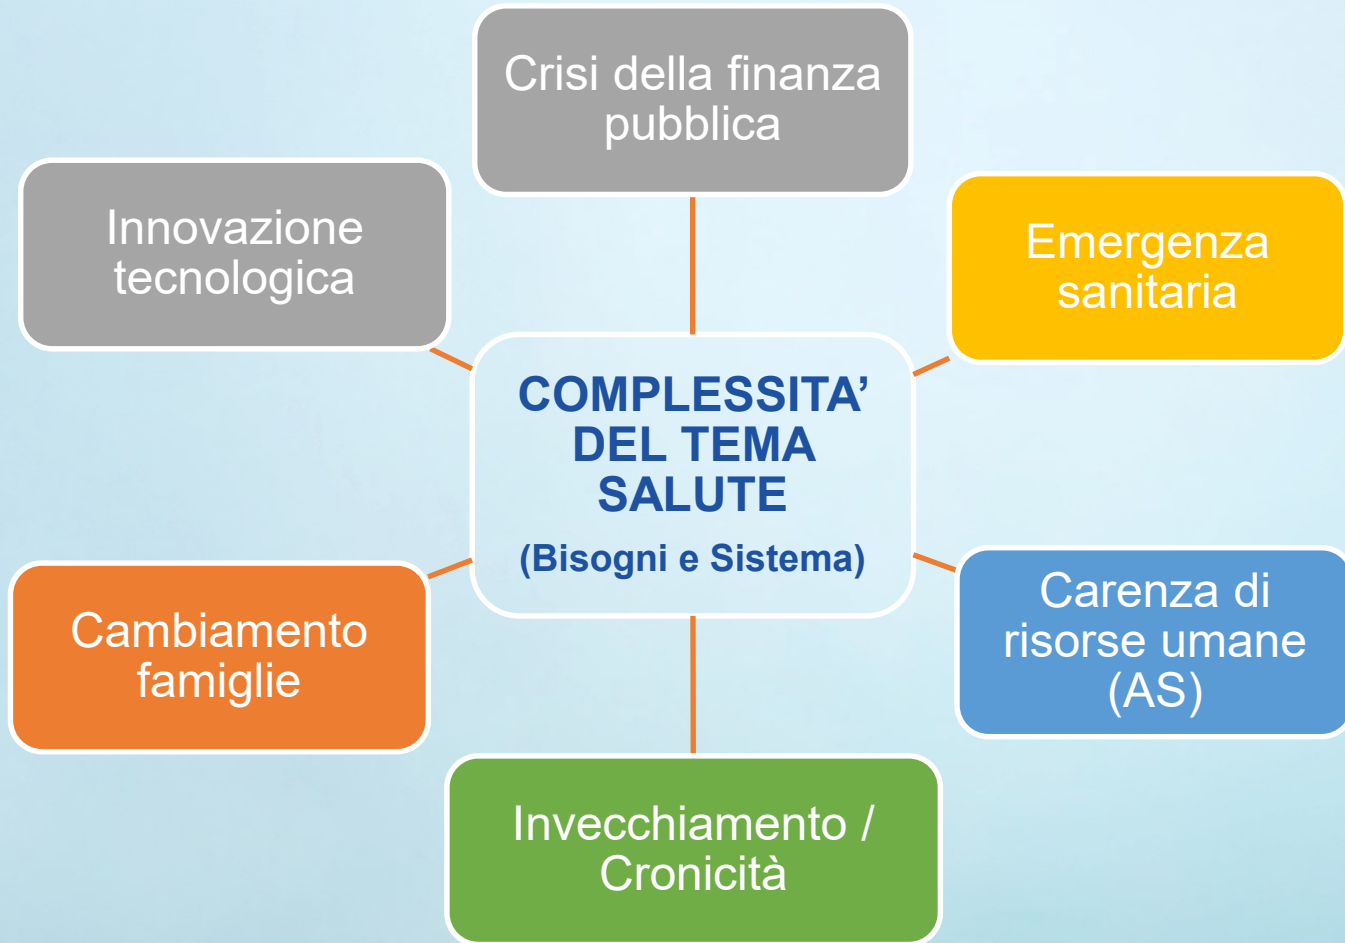 Crisi della finanza
pubblica
Innovazione
tecnologica
Emergenza
sanitaria
COMPLESSITA’
DEL TEMA
SALUTE
(Bisogni e Sistema)
Cambiamento
famiglie
Carenza di
risorse umane
(AS)
Invecchiamento /
Cronicità